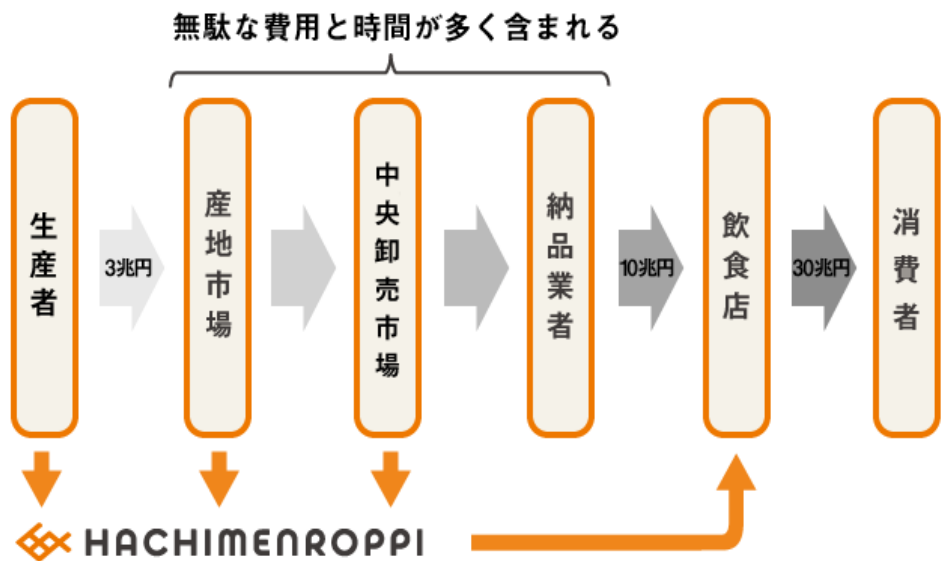 無駄な費用と時間が多く含まれる
生産者
3兆円
産地市場
中央卸売市場
納品業者
10兆円
飲食店
30兆円
消費者
HACHIMENROPPI